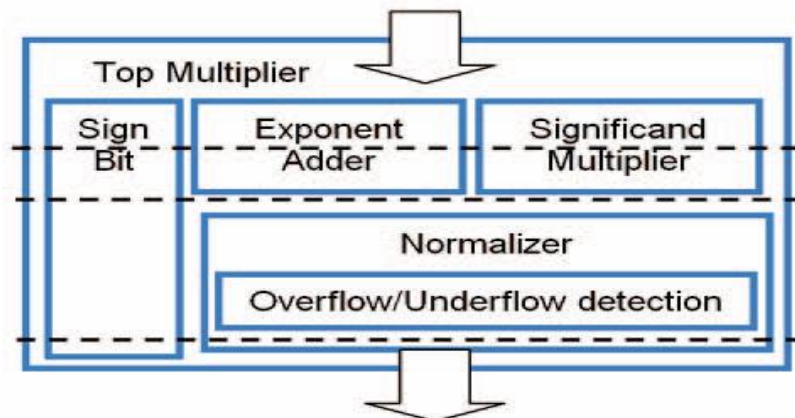 Top Multiplier
Sign
Bit
Exponent
Adder
Significand
Multiplier
Normalizer
Overflow/Underflow detection